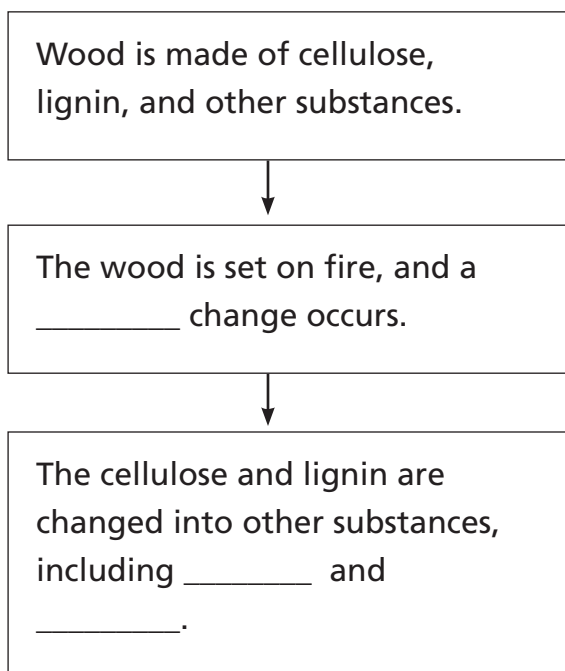 Wood is made of cellulose,
lignin, and other substances.
The wood is set on fire, and a
_________ change occurs.
The cellulose and lignin are
changed into other substances,
including ________ and
_________.